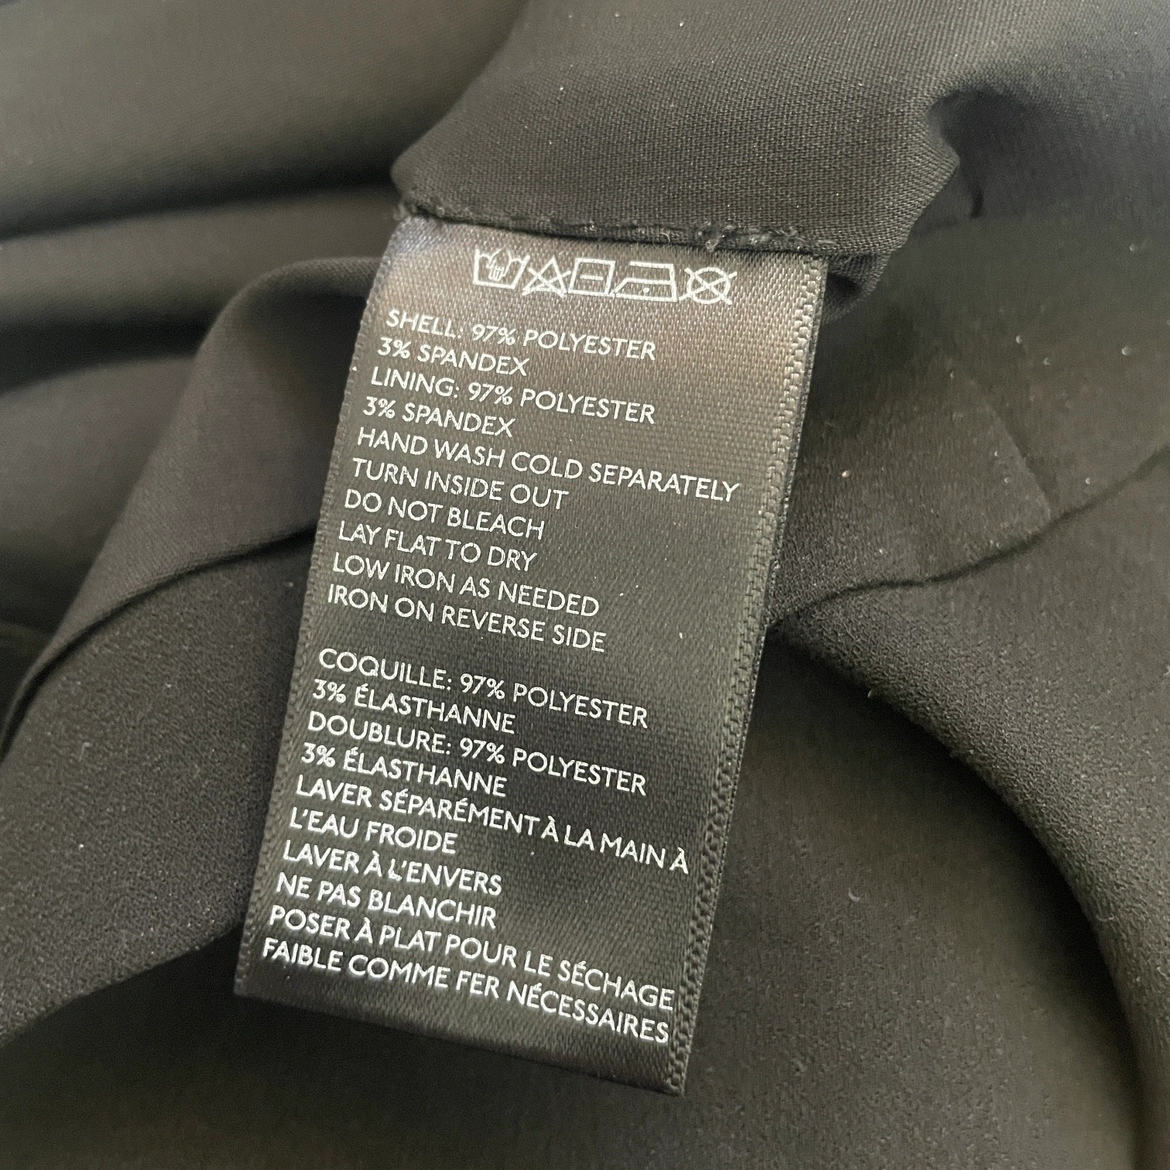 SHELL: 97% POLYESTER
3% SPANDEX
LINING: 97% POLYESTER
3% SPANDEX
HAND WASH COLD SEPARATELY
TURN INSIDE OUT
DO NOT BLEACH
LAY FLAT TO DRY
LOW IRON AS NEEDED
IRON ON REVERSE SIDE
COQUILLE: 97% POLYESTER
3% ÉLASTHANNE
DOUBLURE: 97% POLYESTER
3% ÉLASTHANNE
LAVER SÉPARÉMENT À LA MAIN À
L'EAU FROIDE
LAVER À L'ENVERS
NE PAS BLANCHIR
POSER À PLAT POUR LE SÉCHAGE
FAIBLE COMME FER NÉCESSAIRES